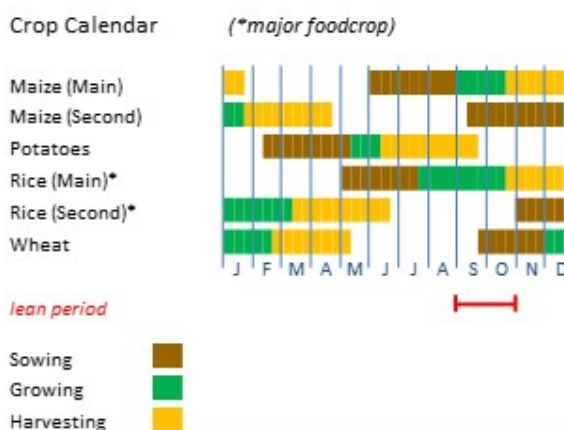 Crop Calendar (*major foodcrop)
Maize (Main)
Maize (Second)
Potatoes
Rice (Main)*
Rice (Second)*
Wheat
J F M A M J J A S O N D
lean period
Sowing
Growing
Harvesting